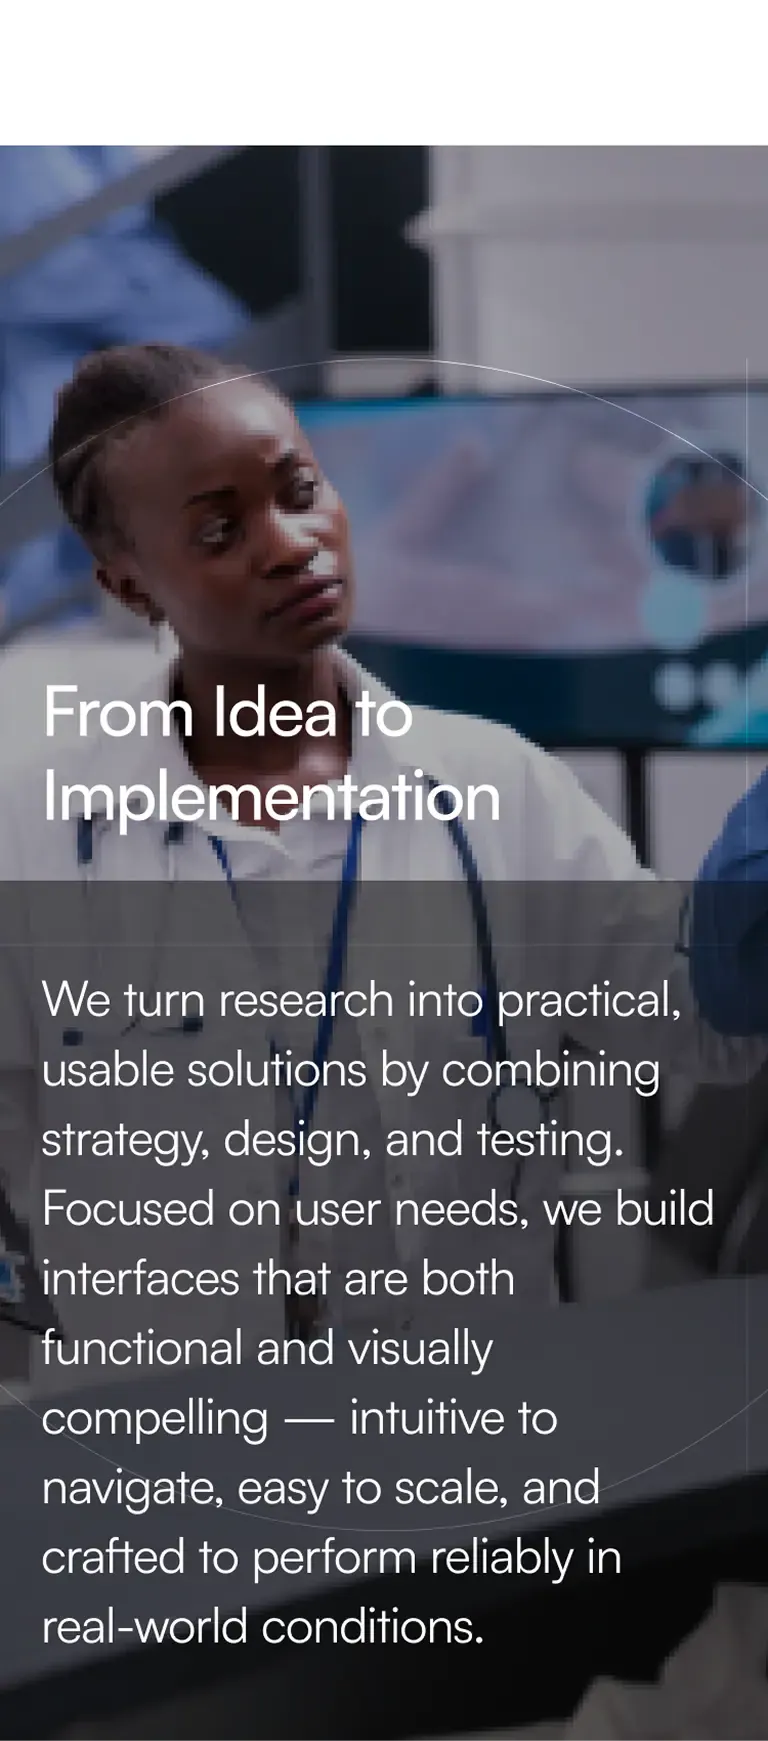 From Idea to
Implementation
We turn research into practical,
usable solutions by combining
strategy, design, and testing.
Focused on user needs, we build
interfaces that are both
functional and visually
compelling — intuitive to
navigate, easy to scale, and
crafted to perform reliably in
real-world conditions.